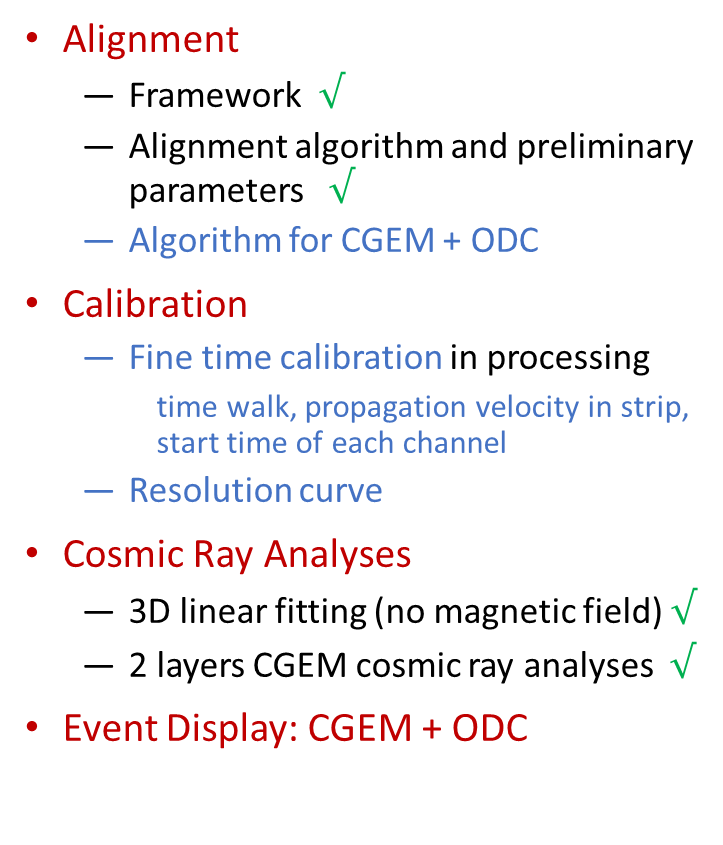 • Alignment
— Framework √
— Alignment algorithm and preliminary
parameters √
— Algorithm for CGEM + ODC
• Calibration
— Fine time calibration in processing
time walk, propagation velocity in strip,
start time of each channel
— Resolution curve
• Cosmic Ray Analyses
— 3D linear fitting (no magnetic field) √
— 2 layers CGEM cosmic ray analyses √
• Event Display: CGEM + ODC